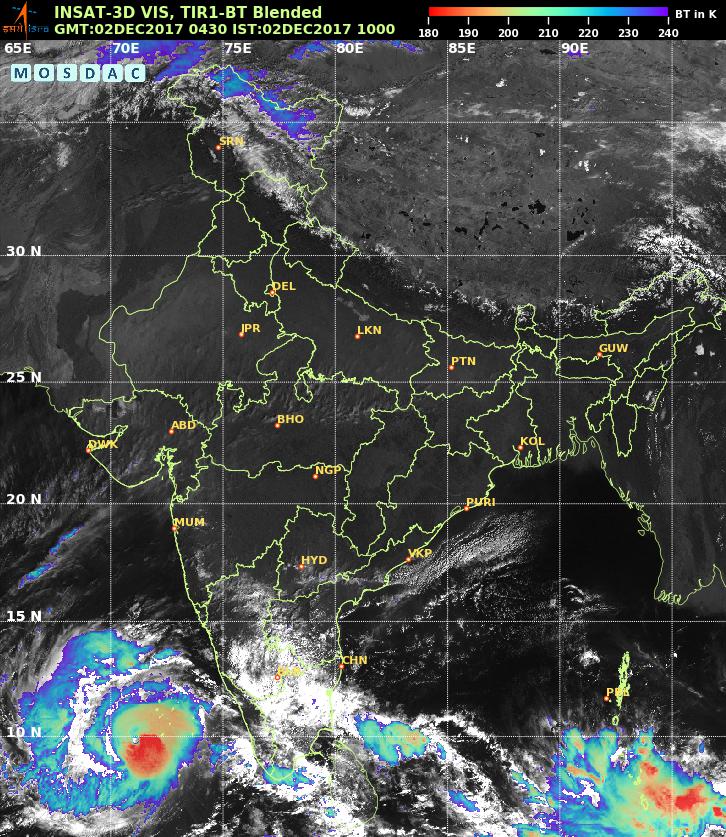 INSAT-3D VIS, TIR1-BT Blended
GMT:02DEC2017 0430 IST:02DEC2017 1000
BT in K
180 190 200 210 220 230 240
65E 70E 75E 80E 85E 90E
MOSDAC
SRN
30 N
DEL
JPR
LKN
GUW
PTN
25 N
ABD
BHO
DWK
KOL
NGP
20 N
PURI
MUM
VKP
HYD
15 N
CHN
10 N